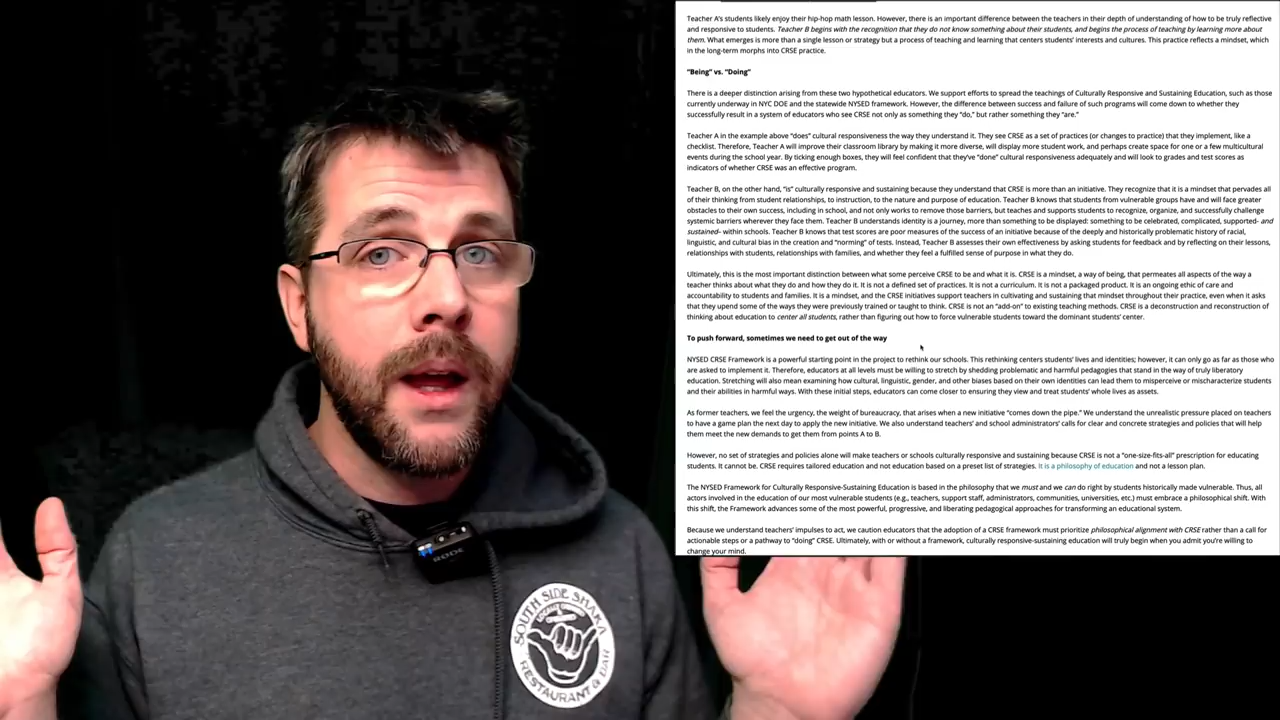 Teacher A's students likely enjoy their hip-hop math lesson. However, there is an important difference between the teachers in their depth of understanding of how to be truly reflective
and responsive to students. Teacher B begins with the recognition that they do not know something about their students, and begins the process of teaching by learning more about
them. What emerges is more than a single lesson or strategy but a process of teaching and learning that centers students' interests and cultures. This practice reflects a mindset, which
in the long-term morphs into CRSE practice.
"Being" vs. "Doing"
There is a deeper distinction arising from these two hypothetical educators. We support efforts to spread the teachings of Culturally Responsive and Sustaining Education, such as those
currently underway in NYC DOE and the statewide NYSED framework. However, the difference between success and failure of such programs will come down to whether they
successfully result in a system of educators who see CRSE not only as something they "do," but rather something they "are."
Teacher A in the example above "does" cultural responsiveness the way they understand it. They see CRSE as a set of practices (or changes to practice) that they implement, like a
checklist. Therefore, Teacher A will improve their classroom library by making it more diverse, will display more student work, and perhaps create space for one or a few multicultural
events during the school year. By ticking enough boxes, they will feel confident that they've "done" cultural responsiveness adequately and will look to grades and test scores as
indicators of whether CRSE was an effective program.
Teacher B, on the other hand, "is" culturally responsive and sustaining because they understand that CRSE is more than an initiative. They recognize that it is a mindset that pervades all
of their thinking from student relationships, to instruction, to the nature and purpose of education. Teacher B knows that students from vulnerable groups have and will face greater
obstacles to their own success, including in school, and not only works to remove those barriers, but teaches and supports students to recognize, organize, and successfully challenge
systemic barriers wherever they face them. Teacher B understands identity is a journey, more than something to be displayed: something to be celebrated, complicated, supported- and
sustained- within schools. Teacher B knows that test scores are poor measures of the success of an initiative because of the deeply and historically problematic history of racial,
linguistic, and cultural bias in the creation and "norming" of tests. Instead, Teacher B assesses their own effectiveness by asking students for feedback and by reflecting on their lessons,
relationships with students, relationships with families, and whether they feel a fulfilled sense of purpose in what they do.
Ultimately, this is the most important distinction between what some perceive CRSE to be and what it is. CRSE is a mindset, a way of being, that permeates all aspects of the way a
teacher thinks about what they do and how they do it. It is not a defined set of practices. It is not a curriculum. It is not a packaged product. It is an ongoing ethic of care and
accountability to students and families. It is a mindset, and the CRSE initiatives support teachers in cultivating and sustaining that mindset throughout their practice, even when it asks
that they upend some of the ways they were previously trained or taught to think. CRSE is not an "add-on" to existing teaching methods. CRSE is a deconstruction and reconstruction of
thinking about education to center all students, rather than figuring out how to force vulnerable students toward the dominant students' center.
To push forward, sometimes we need to get out of the way
NYSED CRSE Framework is a powerful starting point in the project to rethink our schools. This rethinking centers students' lives and identities; however, it can only go as far as those who
are asked to implement it. Therefore, educators at all levels must be willing to stretch by shedding problematic and harmful pedagogies that stand in the way of truly liberatory
education. Stretching will also mean examining how cultural, linguistic, gender, and other biases based on their own identities can lead them to misperceive or mischaracterize students
and their abilities in harmful ways. With these initial steps, educators can come closer to ensuring they view and treat students' whole lives as assets.
As former teachers, we feel the urgency, the weight of bureaucracy, that arises when a new initiative "comes down the pipe." We understand the unrealistic pressure placed on teachers
to have a game plan the next day to apply the new initiative. We also understand teachers' and school administrators' calls for clear and concrete strategies and policies that will help
them meet the new demands to get them from points A to B.
However, no set of strategies and policies alone will make teachers or schools culturally responsive and sustaining because CRSE is not a "one-size-fits-all" prescription for educating
students. It cannot be. CRSE requires tailored education and not education based on a preset list of strategies. It is a philosophy of education and not a lesson plan.
The NYSED Framework for Culturally Responsive-Sustaining Education is based in the philosophy that we must and we can do right by students historically made vulnerable. Thus, all
actors involved in the education of our most vulnerable students (e.g., teachers, support staff, administrators, communities, universities, etc.) must embrace a philosophical shift. With
this shift, the Framework advances some of the most powerful, progressive, and liberating pedagogical approaches for transforming an educational system.
Because we understand teachers' impulses to act, we caution educators that the adoption of a CRSE framework must prioritize philosophical alignment with CRSE rather than a call for
actionable steps or a pathway to "doing" CRSE. Ultimately, with or without a framework, culturally responsive-sustaining education will truly begin when you admit you're willing to
change your mind.
RODE
SOUTH SIDE SHAKA
RESTAURANT & BAR